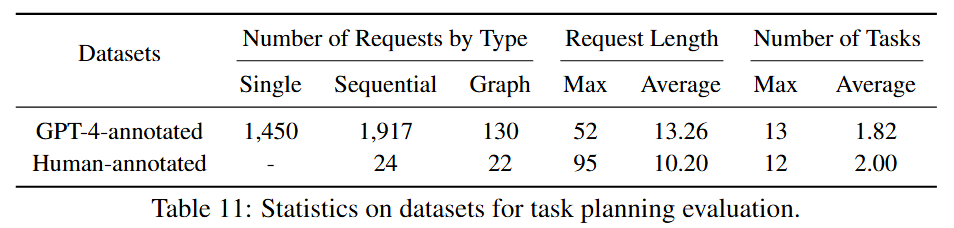 Datasets Number of Requests by Type Request Length Number of Tasks
Single Sequential Graph Max Average Max Average
GPT-4-annotated 1,450 1,917 130 52 13.26 13 1.82
Human-annotated - 24 22 95 10.20 12 2.00
Table 11: Statistics on datasets for task planning evaluation.